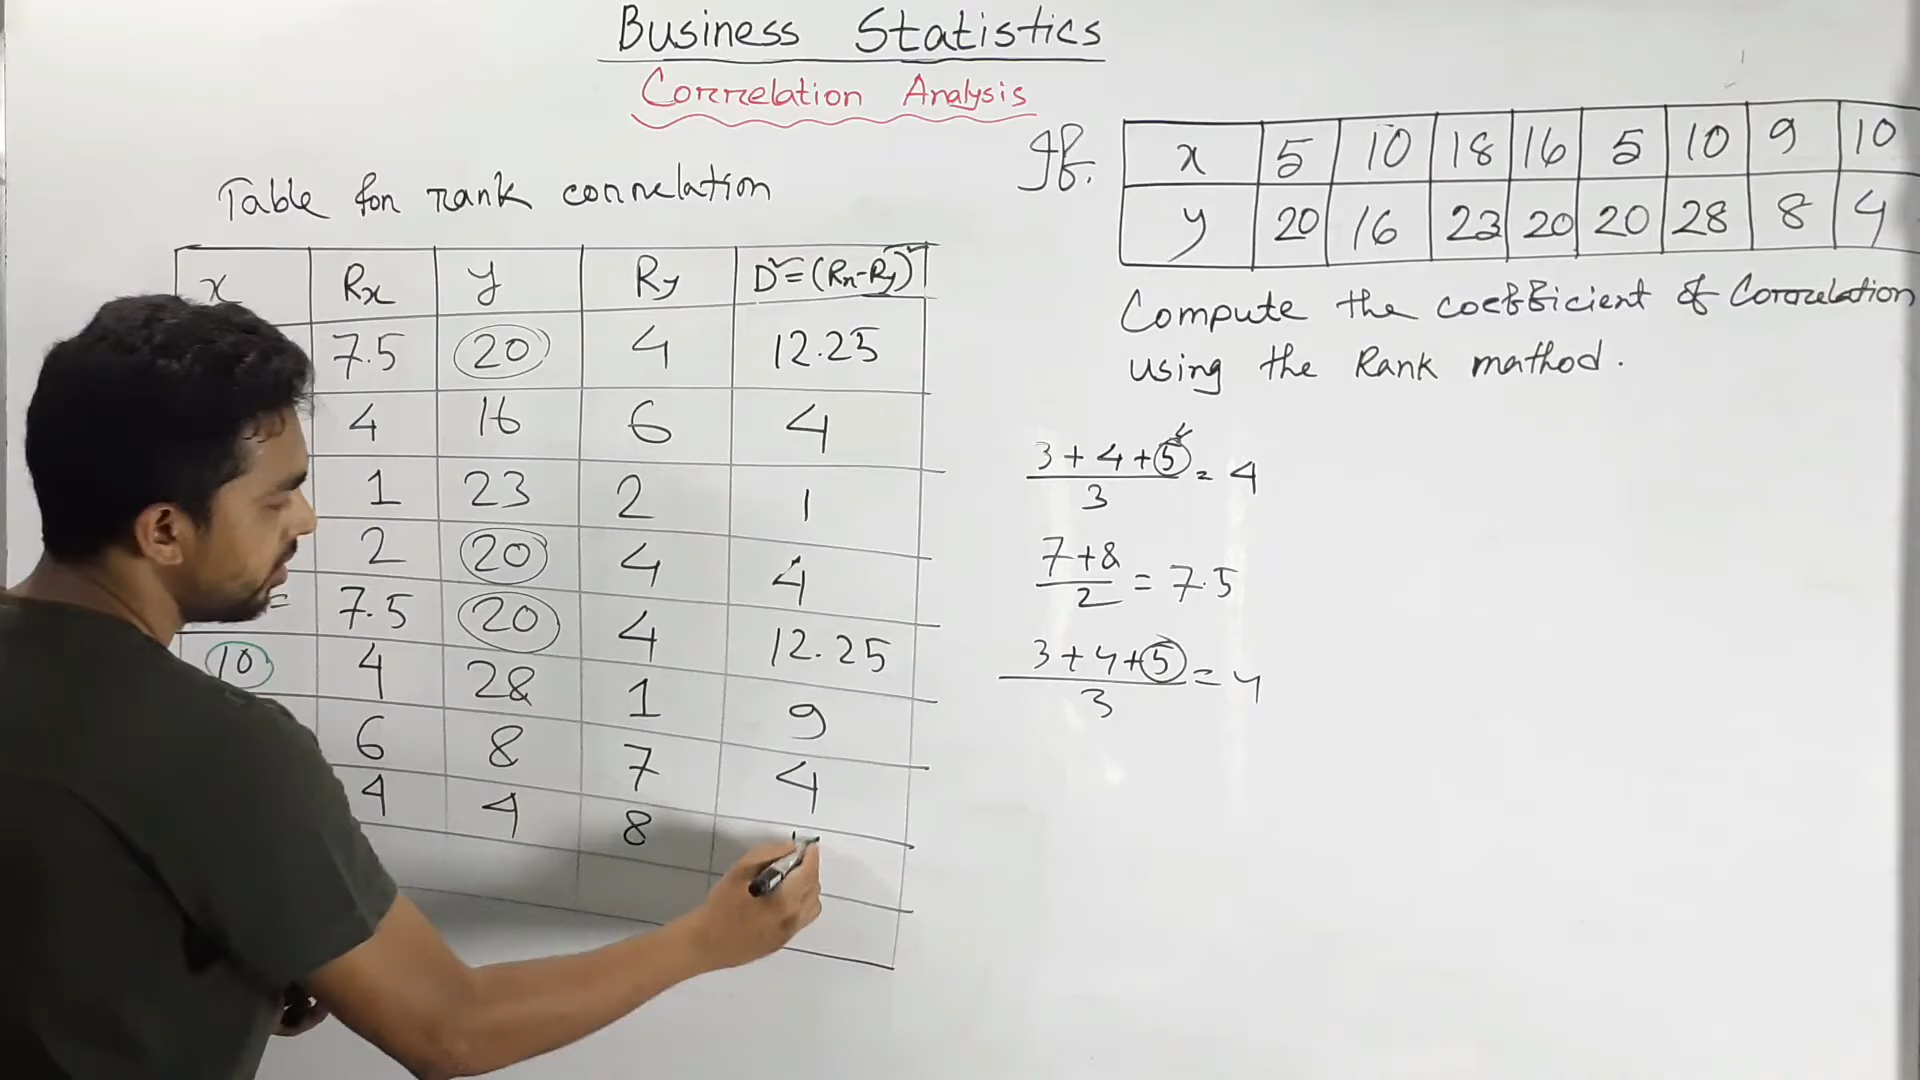 Business Statistics
Correlation Analysis
Table for rank correlation
x Rx y Ry D²=(Rx-Ry)²
7.5 20 4 12.25
4 16 6 4
1 23 2 1
2 20 4 4
7.5 20 4 12.25
10 4 28 1 9
6 8 7 4
4 4 8
If.
x 5 10 18 16 5 10 9 10
y 20 16 23 20 20 28 8 4
Compute the coefficient of Correlation
using the Rank mathod.
3+4+5/3 = 4
7+8/2 = 7.5
3+4+5/3 = 4